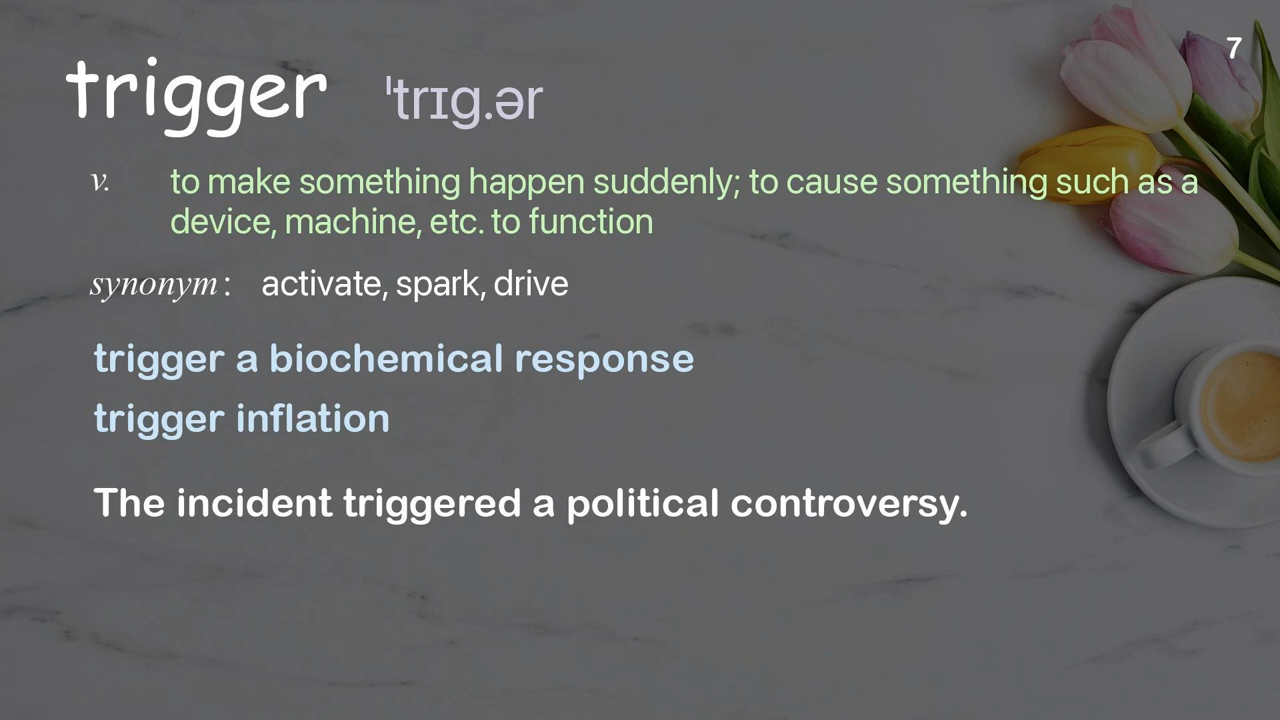 7
trigger ˈtrɪɡ.ər
v. to make something happen suddenly; to cause something such as a
device, machine, etc. to function
synonym: activate, spark, drive
trigger a biochemical response
trigger inflation
The incident triggered a political controversy.